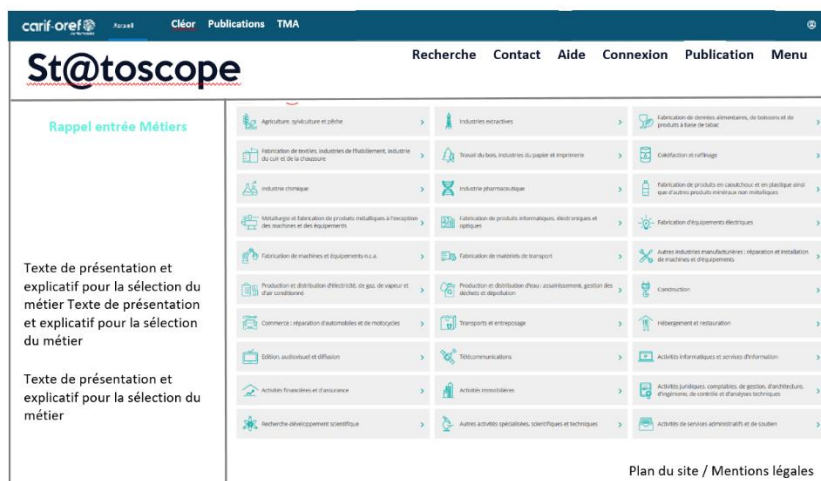 carif-oref Accueil Cléor Publications TMA
St@toscope
Recherche Contact Aide Connexion Publication Menu
Rappel entrée Métiers
Texte de présentation et
explicatif pour la sélection du
métier Texte de présentation
et explicatif pour la sélection
du métier
Texte de présentation et
explicatif pour la sélection du
métier
Agriculture, sylviculture et pêche
Industries extractives
Fabrication de denrées alimentaires, de boissons et de
produits à base de tabac
Fabrication de textiles, industries de l'habillement, industrie
du cuir et de la chaussure
Travail du bois, industries du papier et imprimerie
Cokéfaction et raffinage
Industrie chimique
Industrie pharmaceutique
Fabrication de produits en caoutchouc et en plastique ainsi
que d'autres produits minéraux non métalliques
Métallurgie et fabrication de produits métalliques à l'exception
des machines et des équipements
Fabrication de produits informatiques, électroniques et
optiques
Fabrication d'équipements électriques
Fabrication de machines et équipements n.c.a.
Fabrication de matériels de transport
Autres industries manufacturières ; réparation et installation
de machines et d'équipements
Production et distribution d'électricité, de gaz, de vapeur et
d'air conditionné
Production et distribution d'eau ; assainissement, gestion des
déchets et dépollution
Construction
Commerce ; réparation d'automobiles et de motocycles
Transports et entreposage
Hébergement et restauration
Edition, audiovisuel et diffusion
Télécommunications
Activités informatiques et services d'information
Activités financières et d'assurance
Activités immobilières
Activités juridiques, comptables, de gestion, d'architecture,
d'ingénierie, de contrôle et d'analyses techniques
Recherche-développement scientifique
Autres activités spécialisées, scientifiques et techniques
Activités de services administratifs et de soutien
Plan du site / Mentions légales